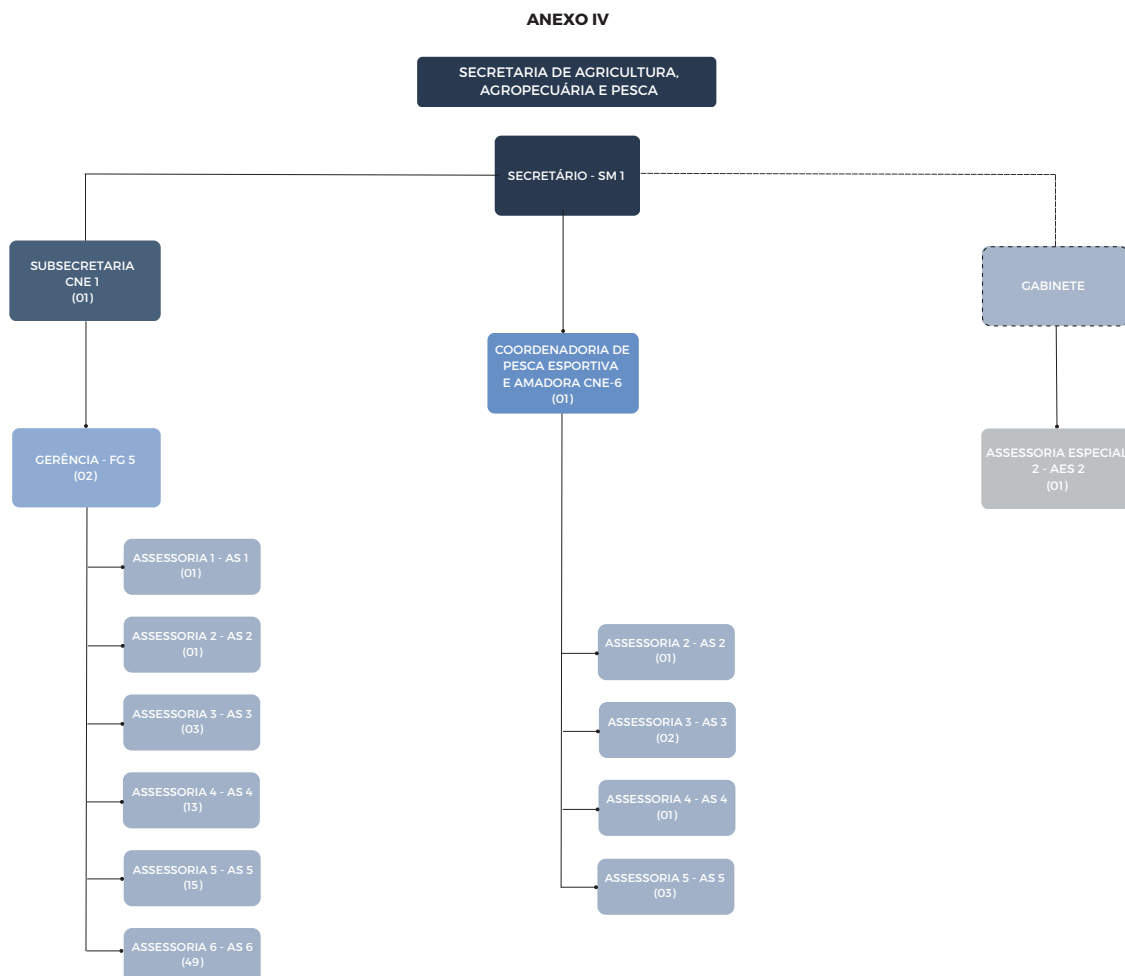 ANEXO IV
SECRETARIA DE AGRICULTURA,
AGROPECUÁRIA E PESCA
SECRETÁRIO - SM 1
SUBSECRETARIA
CNE 1
(01)
GABINETE
COORDENADORIA DE
PESCA ESPORTIVA
E AMADORA CNE-6
(01)
GERÊNCIA - FG 5
(02)
ASSESSORIA ESPECIAL
2 - AES 2
(01)
ASSESSORIA 1 - AS 1
(01)
ASSESSORIA 2 - AS 2
(01)
ASSESSORIA 3 - AS 3
(03)
ASSESSORIA 4 - AS 4
(13)
ASSESSORIA 5 - AS 5
(15)
ASSESSORIA 6 - AS 6
(49)
ASSESSORIA 2 - AS 2
(01)
ASSESSORIA 3 - AS 3
(02)
ASSESSORIA 4 - AS 4
(01)
ASSESSORIA 5 - AS 5
(03)